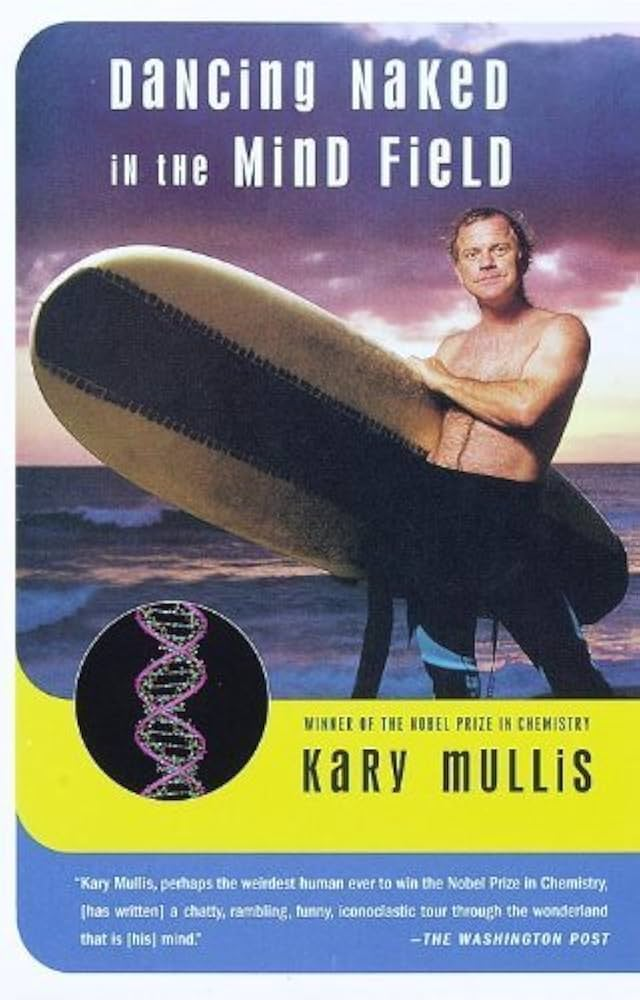 DaNCing NaKeD
iN tHe MinD FieLD
WINNER OF THE NOBEL PRIZE IN CHEMISTRY
KaRy mULLiS
"Kary Mullis, perhaps the weirdest human ever to win the Nobel Prize in Chemistry,
[has written] a chatty, rambling, funny, iconoclastic tour through the wonderland
that is [his] mind."
—THE WASHINGTON POST